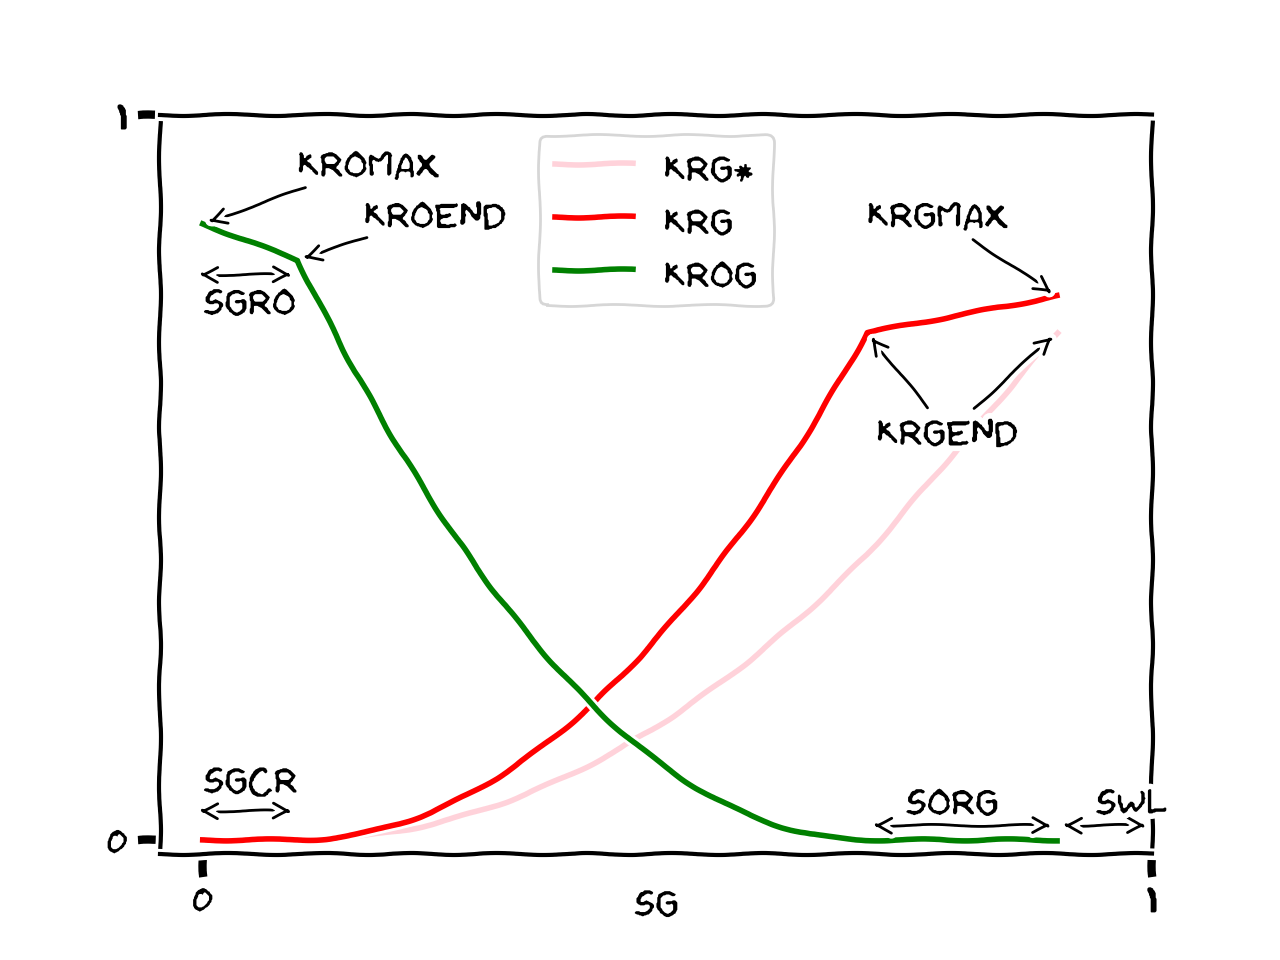 1
KROMAX
KROEND
SGRO
KRG*
KRG
KROG
KRGMAX
KRGEND
SGCR
SORG
SWL
0
0
SG
1